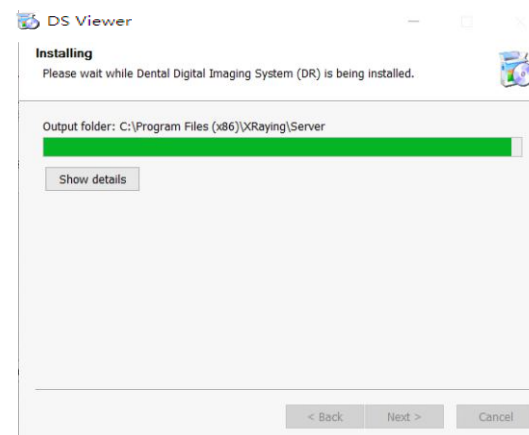 DS Viewer
Installing
Please wait while Dental Digital Imaging System (DR) is being installed.
Output folder: C:\Program Files (x86)\XRaying\Server
Show details
< Back Next > Cancel